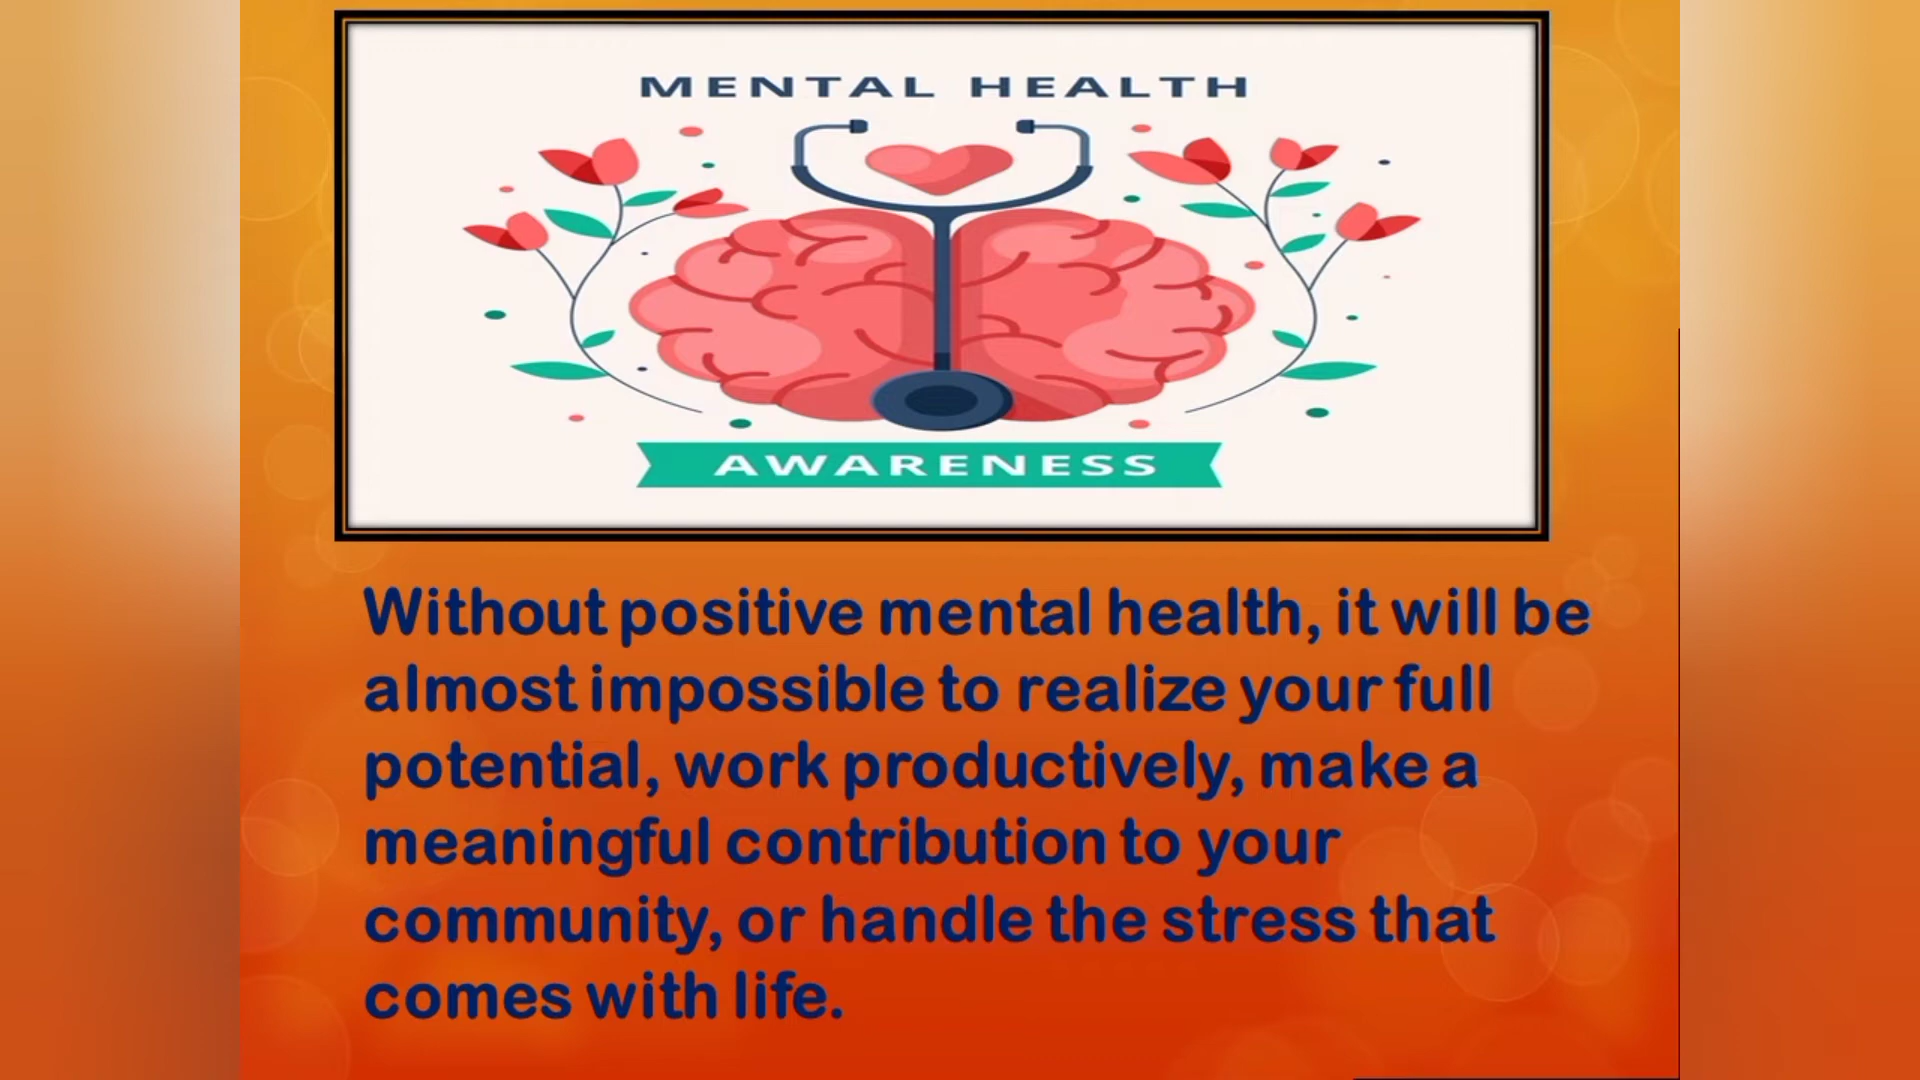 MENTAL HEALTH
AWARENESS
Without positive mental health, it will be
almost impossible to realize your full
potential, work productively, make a
meaningful contribution to your
community, or handle the stress that
comes with life.